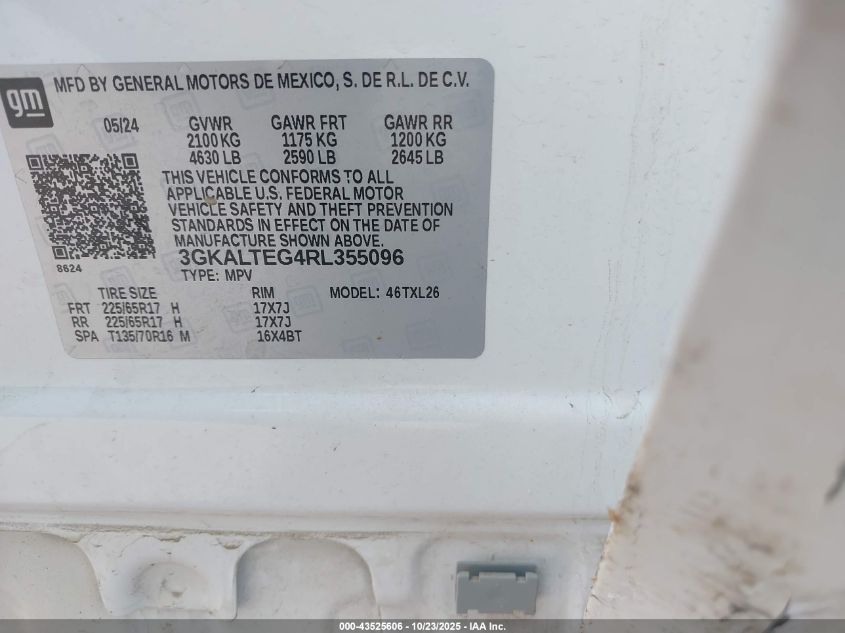 gm
MFD BY GENERAL MOTORS DE MEXICO, S. DE R.L. DE C.V.
05/24 GVWR GAWR FRT GAWR RR
2100 KG 1175 KG 1200 KG
4630 LB 2590 LB 2645 LB
THIS VEHICLE CONFORMS TO ALL
APPLICABLE U.S. FEDERAL MOTOR
VEHICLE SAFETY AND THEFT PREVENTION
STANDARDS IN EFFECT ON THE DATE OF
MANUFACTURE SHOWN ABOVE.
8624
3GKALTEG4RL355096
TYPE: MPV
TIRE SIZE RIM MODEL: 46TXL26
FRT 225/65R17 H 17X7J
RR 225/65R17 H 17X7J
SPA T135/70R16 M 16X4BT
000-43525606 - 10/23/2025 - IAA Inc.